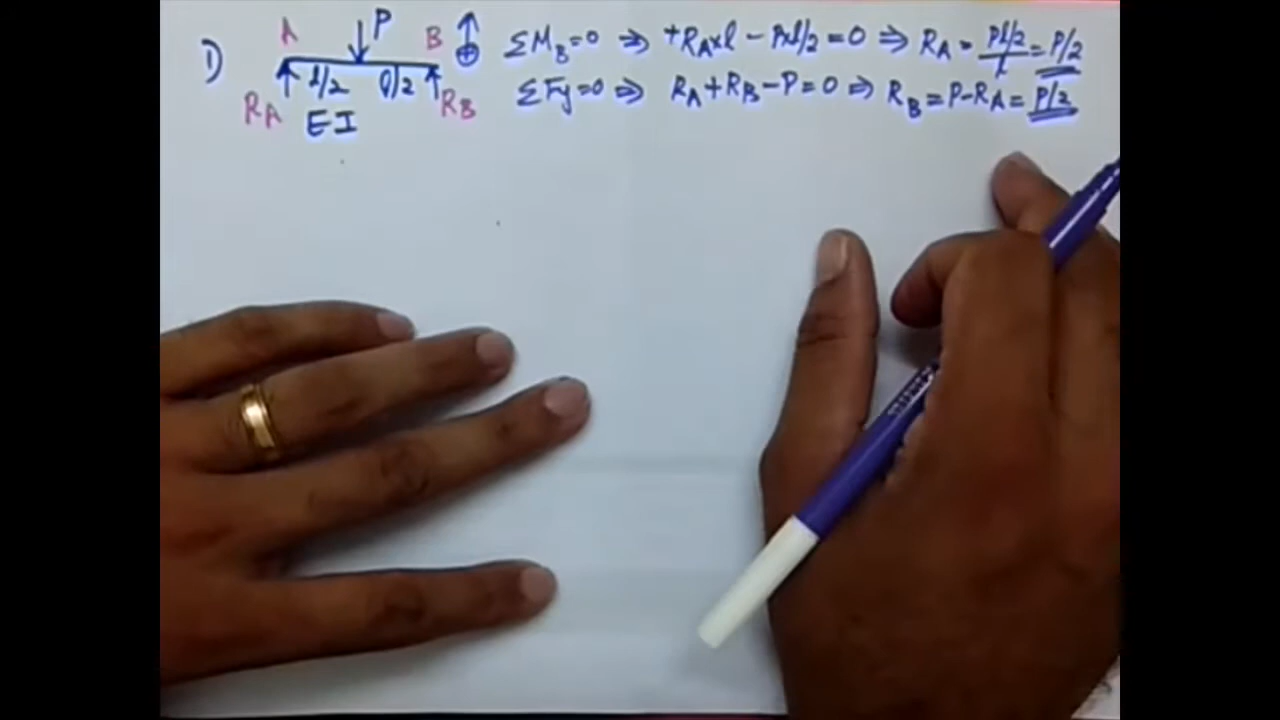 1) A P B ΣM_B=0 ⇒ +R_A×l − P×l/2 = 0 ⇒ R_A = (Pl/2)/l = P/2
R_A l/2 l/2 R_B ΣFy=0 ⇒ R_A+R_B−P=0 ⇒ R_B=P−R_A=P/2
EI